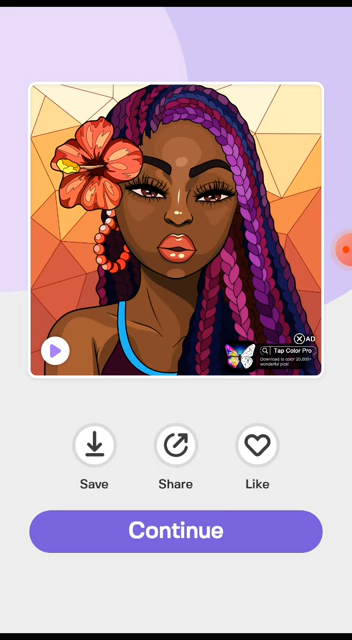 AD
Tap Color Pro
Download to color 20,000+
wonderful pics!
Save
Share
Like
Continue